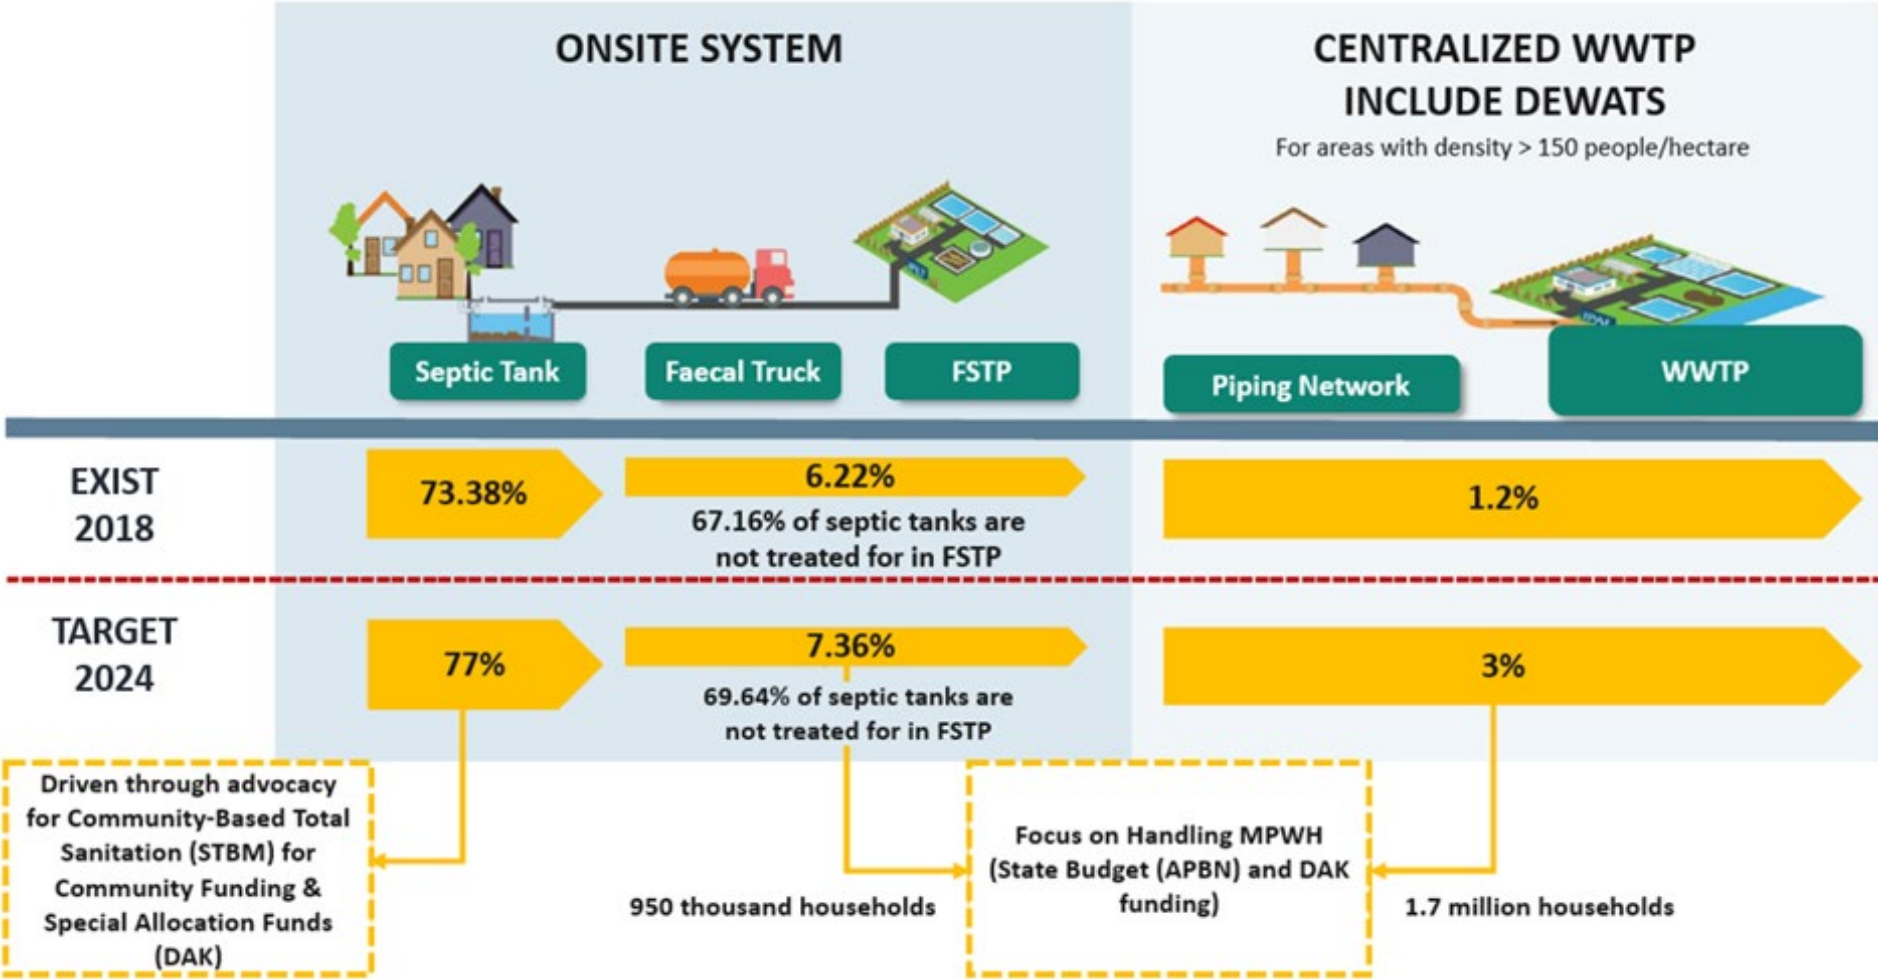 ONSITE SYSTEM
CENTRALIZED WWTP
INCLUDE DEWATS
For areas with density > 150 people/hectare
Septic Tank
Faecal Truck
FSTP
Piping Network
WWTP
EXIST
2018
73.38%
6.22%
67.16% of septic tanks are
not treated for in FSTP
1.2%
TARGET
2024
77%
7.36%
69.64% of septic tanks are
not treated for in FSTP
3%
Driven through advocacy
for Community-Based Total
Sanitation (STBM) for
Community Funding &
Special Allocation Funds
(DAK)
950 thousand households
Focus on Handling MPWH
(State Budget (APBN) and DAK
funding)
1.7 million households